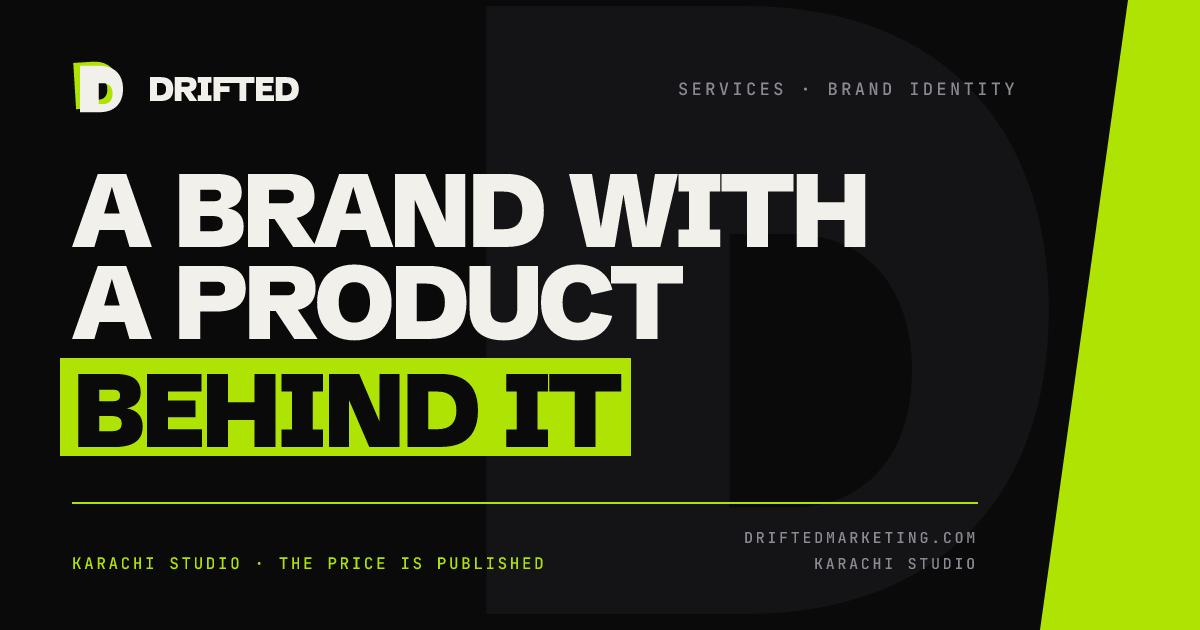 DRIFTED
SERVICES · BRAND IDENTITY
A BRAND WITH
A PRODUCT
BEHIND IT
DRIFTEDMARKETING.COM
KARACHI STUDIO · THE PRICE IS PUBLISHED
KARACHI STUDIO